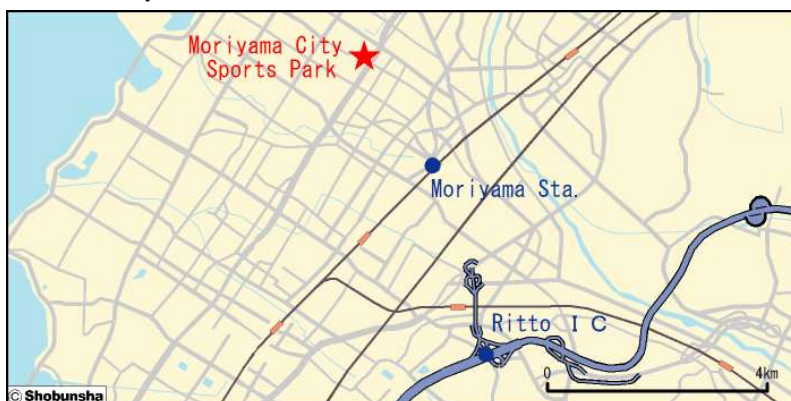 Moriyama City
Sports Park
Moriyama Sta.
Ritto IC
0 4km
© Shobunsha